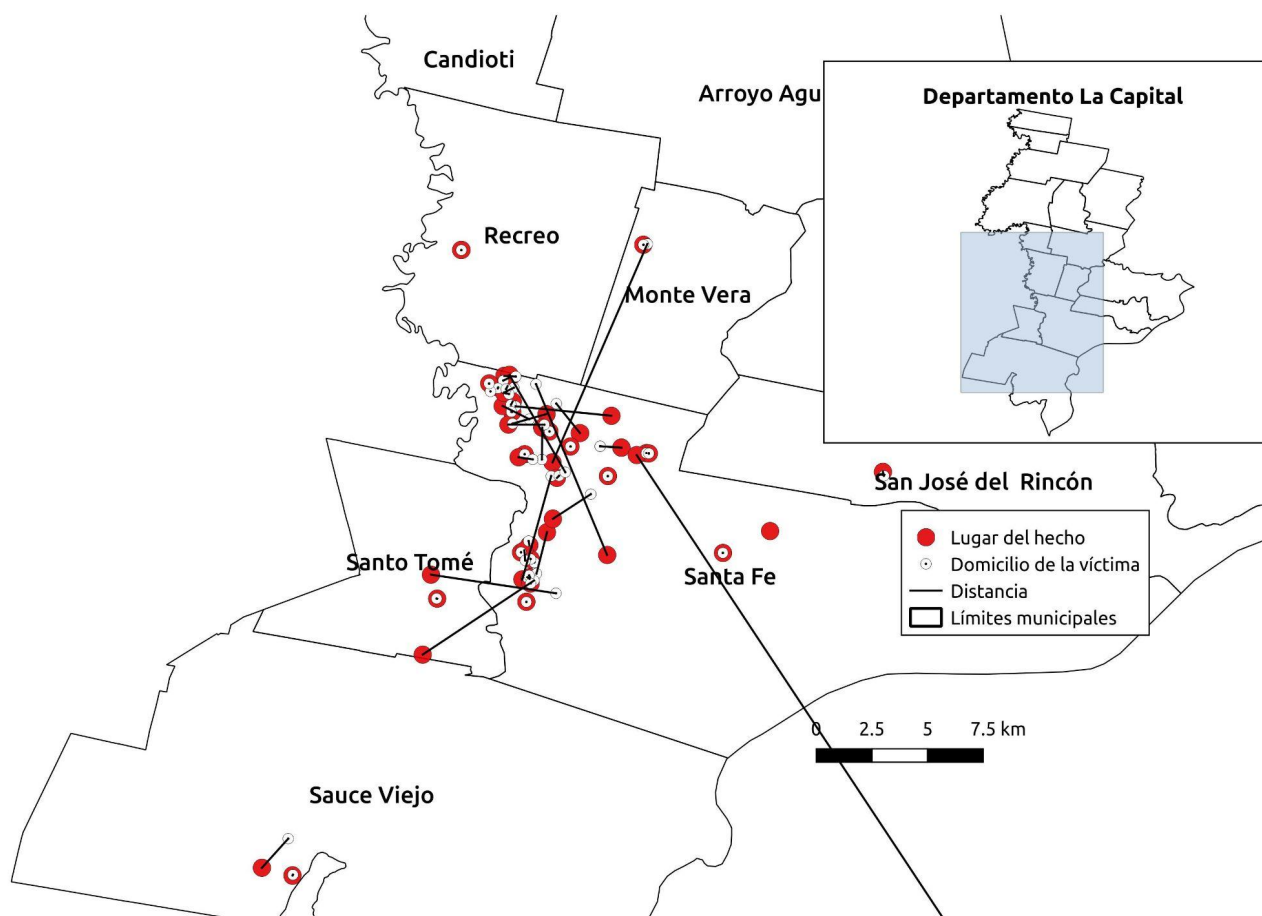 Candioti
Arroyo Agu
Departamento La Capital
Recreo
Monte Vera
San José del Rincón
Lugar del hecho
Domicilio de la víctima
Distancia
Límites municipales
Santo Tomé
Santa Fe
0 2.5 5 7.5 km
Sauce Viejo